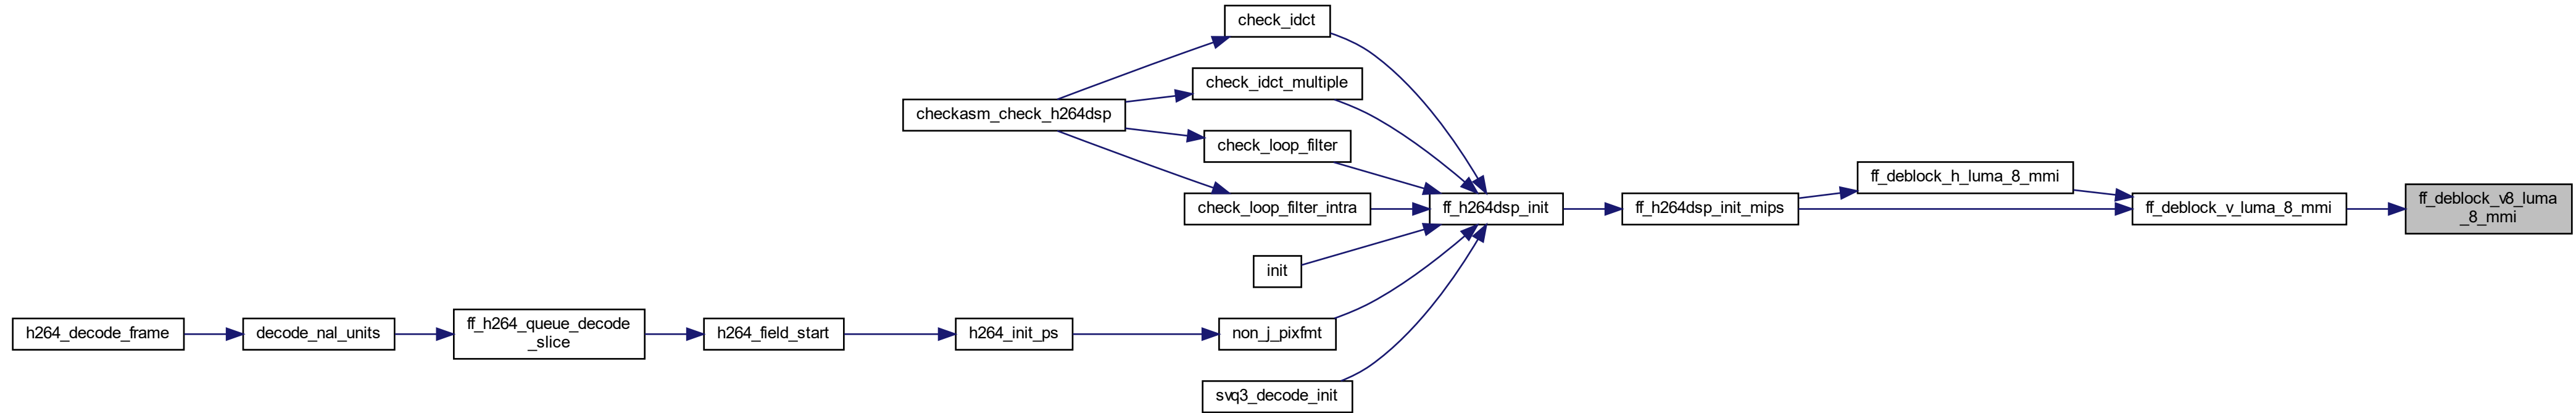 check_idct
check_idct_multiple
checkasm_check_h264dsp
check_loop_filter
ff_deblock_h_luma_8_mmi
check_loop_filter_intra
ff_h264dsp_init
ff_h264dsp_init_mips
ff_deblock_v_luma_8_mmi
ff_deblock_v8_luma
_8_mmi
init
h264_decode_frame
decode_nal_units
ff_h264_queue_decode
_slice
h264_field_start
h264_init_ps
non_j_pixfmt
svq3_decode_init